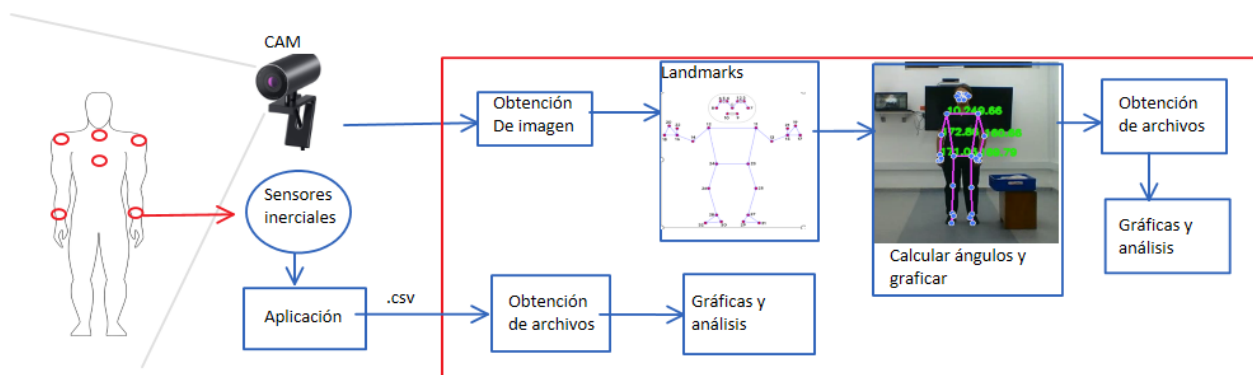 CAM
Sensores
inerciales
Aplicación
.csv
Obtención
De imagen
Landmarks
Calcular ángulos y
graficar
Obtención
de archivos
Gráficas y
análisis
Obtención
de archivos
Gráficas y
análisis